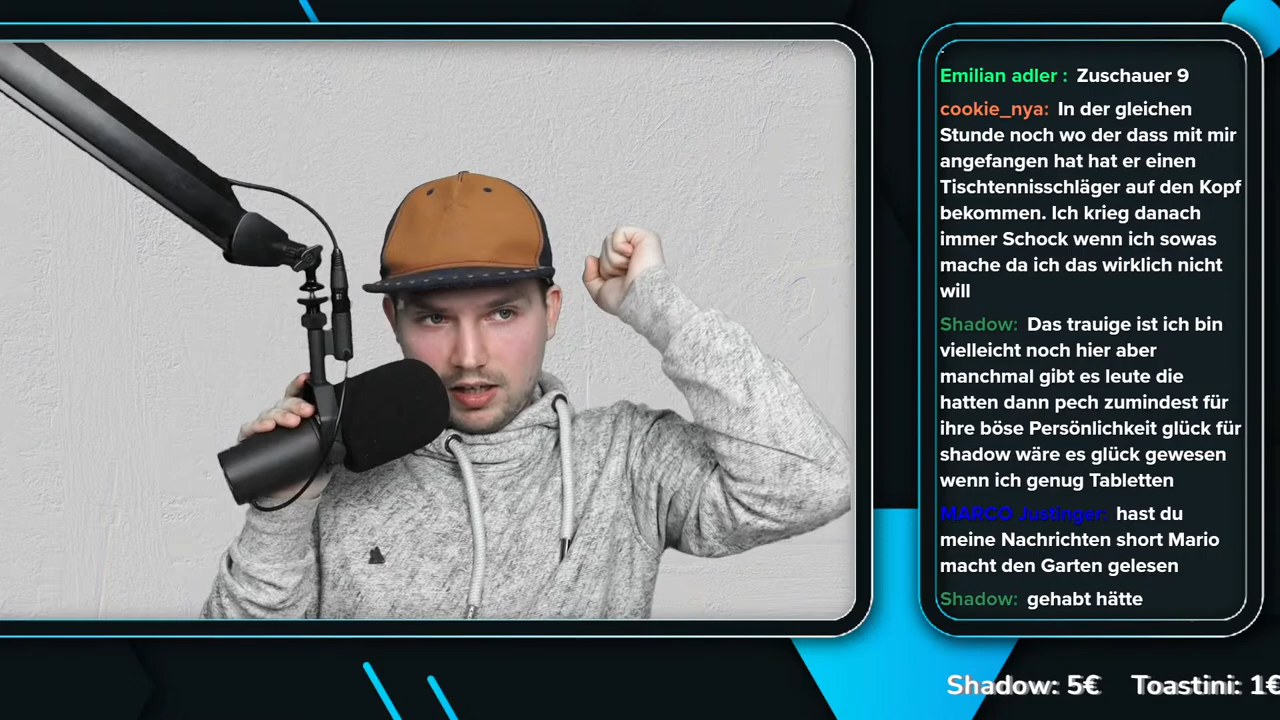 Emilian adler : Zuschauer 9
cookie_nya: In der gleichen
Stunde noch wo der dass mit mir
angefangen hat hat er einen
Tischtennisschläger auf den Kopf
bekommen. Ich krieg danach
immer Schock wenn ich sowas
mache da ich das wirklich nicht
will
Shadow: Das trauige ist ich bin
vielleicht noch hier aber
manchmal gibt es leute die
hatten dann pech zumindest für
ihre böse Persönlichkeit glück für
shadow wäre es glück gewesen
wenn ich genug Tabletten
MARCO Justinger: hast du
meine Nachrichten short Mario
macht den Garten gelesen
Shadow: gehabt hätte
Shadow: 5€ Toastini: 1€